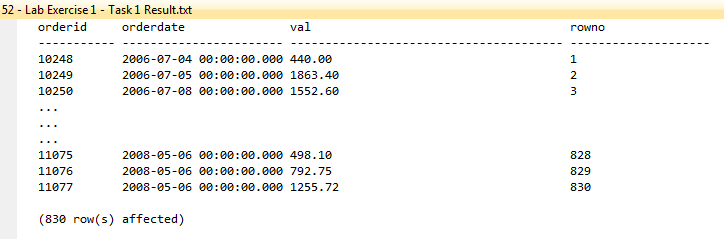 52 - Lab Exercise 1 - Task 1 Result.txt
orderid orderdate val rowno
----------- ----------------------- --------------------------------------- --------------------
10248 2006-07-04 00:00:00.000 440.00 1
10249 2006-07-05 00:00:00.000 1863.40 2
10250 2006-07-08 00:00:00.000 1552.60 3
...
...
...
11075 2008-05-06 00:00:00.000 498.10 828
11076 2008-05-06 00:00:00.000 792.75 829
11077 2008-05-06 00:00:00.000 1255.72 830
(830 row(s) affected)